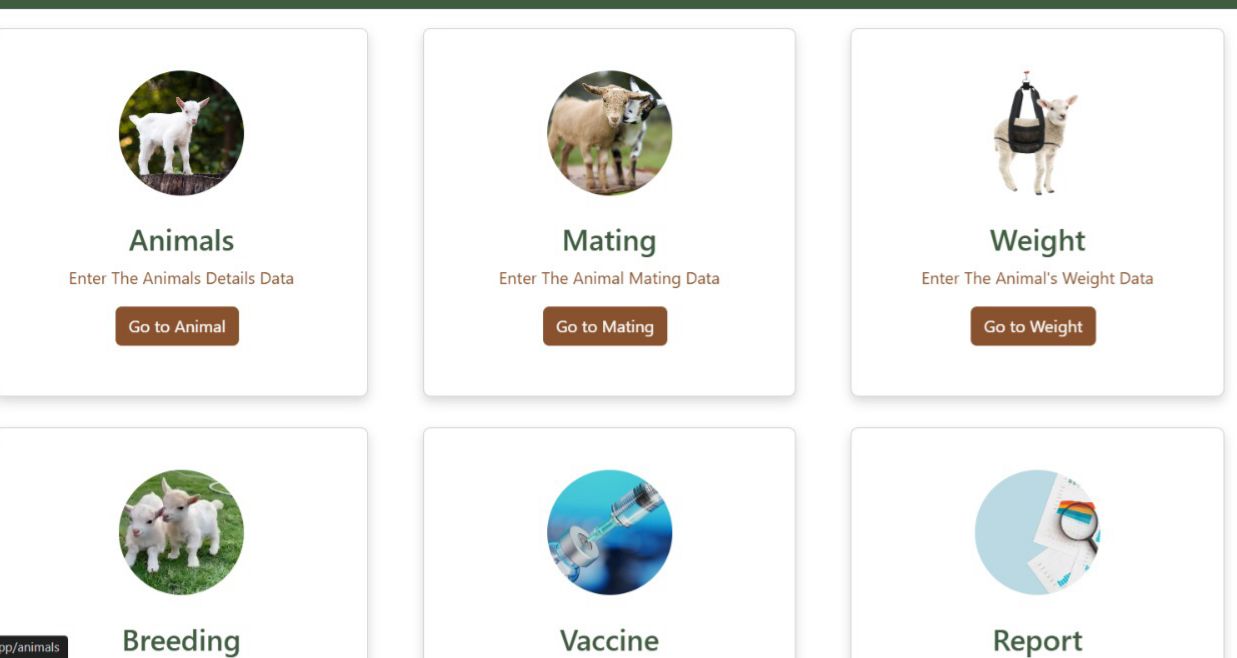 Animals
Enter The Animals Details Data
Go to Animal
Mating
Enter The Animal Mating Data
Go to Mating
Weight
Enter The Animal's Weight Data
Go to Weight
Breeding
Vaccine
Report
pp/animals